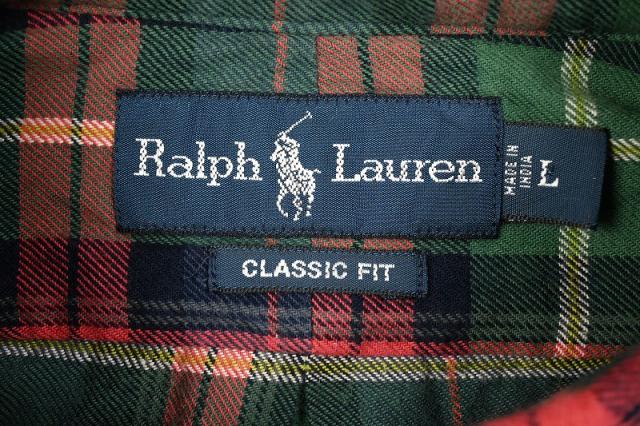 Ralph Lauren
MADE IN
INDIA
L
CLASSIC FIT